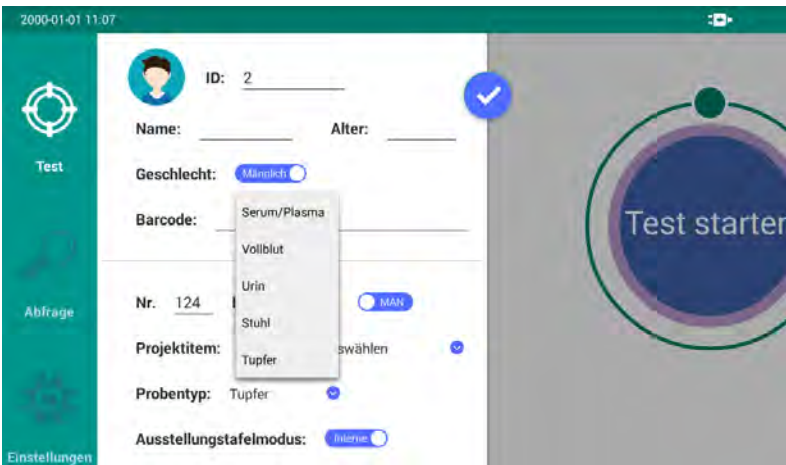 2000-01-01 11:07
ID: 2
Name: Alter:
Test
Geschlecht: Männlich
Barcode:
Serum/Plasma
Vollblut
Urin
Stuhl
Tupfer
Abfrage
Nr. 124 MAN
Projektitem: swählen
Probentyp: Tupfer
Ausstellungstafelmodus: Interne
Einstellungen
Test starten